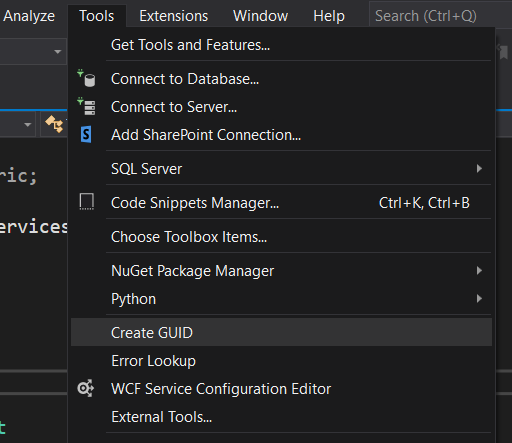 Analyze Tools Extensions Window Help Search (Ctrl+Q)
Get Tools and Features...
Connect to Database...
Connect to Server...
Add SharePoint Connection...
SQL Server
ric;
Code Snippets Manager... Ctrl+K, Ctrl+B
ervices
Choose Toolbox Items...
NuGet Package Manager
Python
Create GUID
Error Lookup
WCF Service Configuration Editor
External Tools...
t